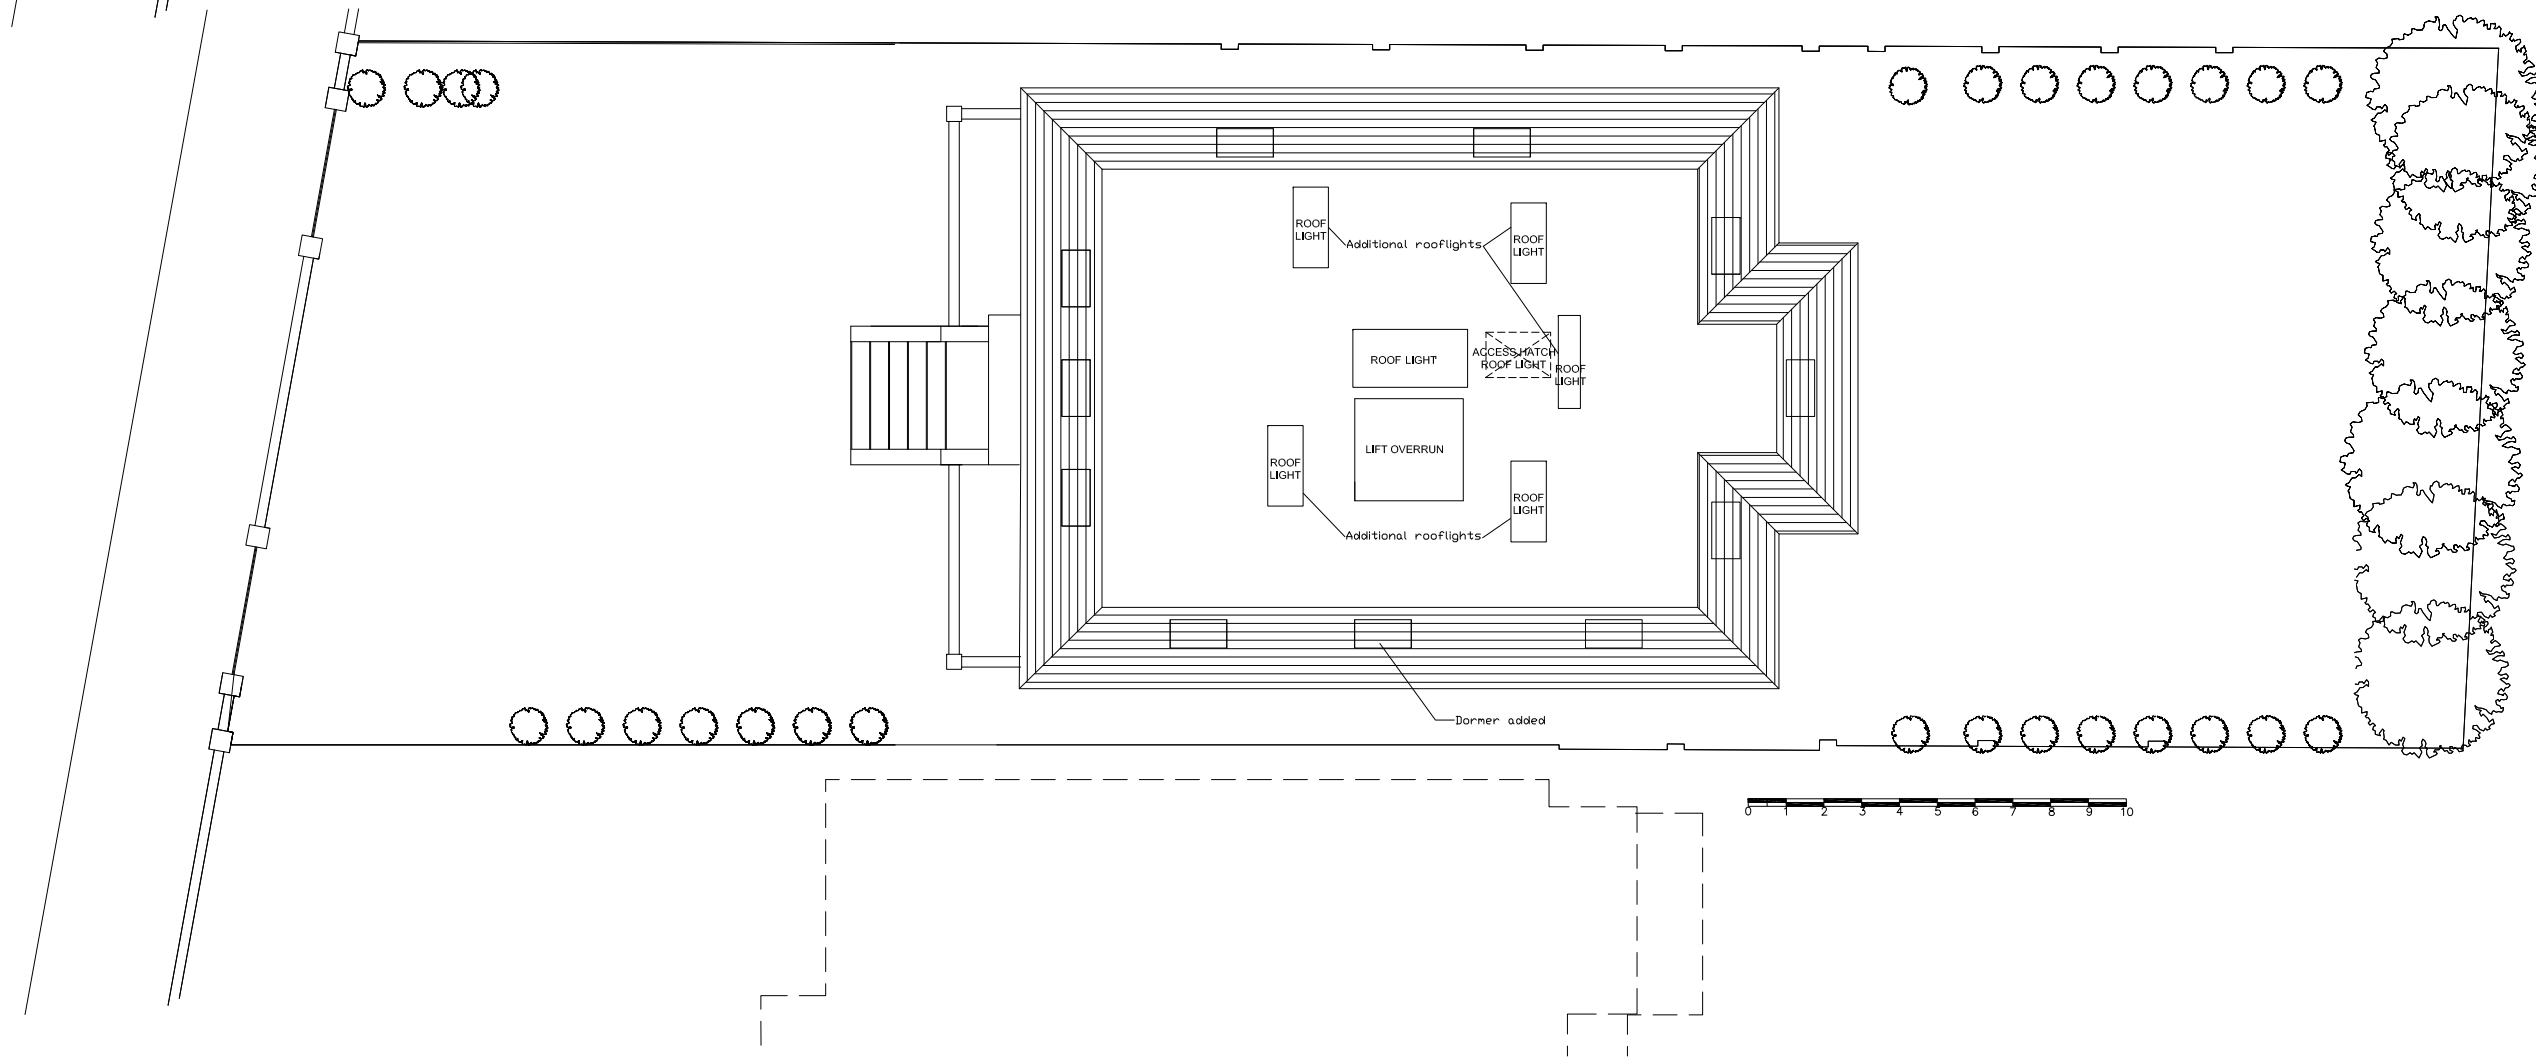 ROOF
LIGHT
ROOF
LIGHT
Additional rooflights
ROOF LIGHT
ACCESS HATCH
ROOF LIGHT
ROOF
LIGHT
LIFT OVERRUN
ROOF
LIGHT
ROOF
LIGHT
Additional rooflights
Dormer added
0 1 2 3 4 5 6 7 8 9 10